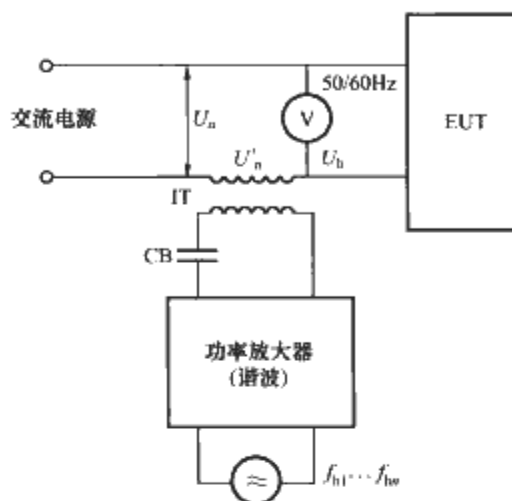 50/60Hz
交流电源
Un
V
EUT
U'n
Uh
IT
CB
功率放大器
(谐波)
≈
fh1…fhn